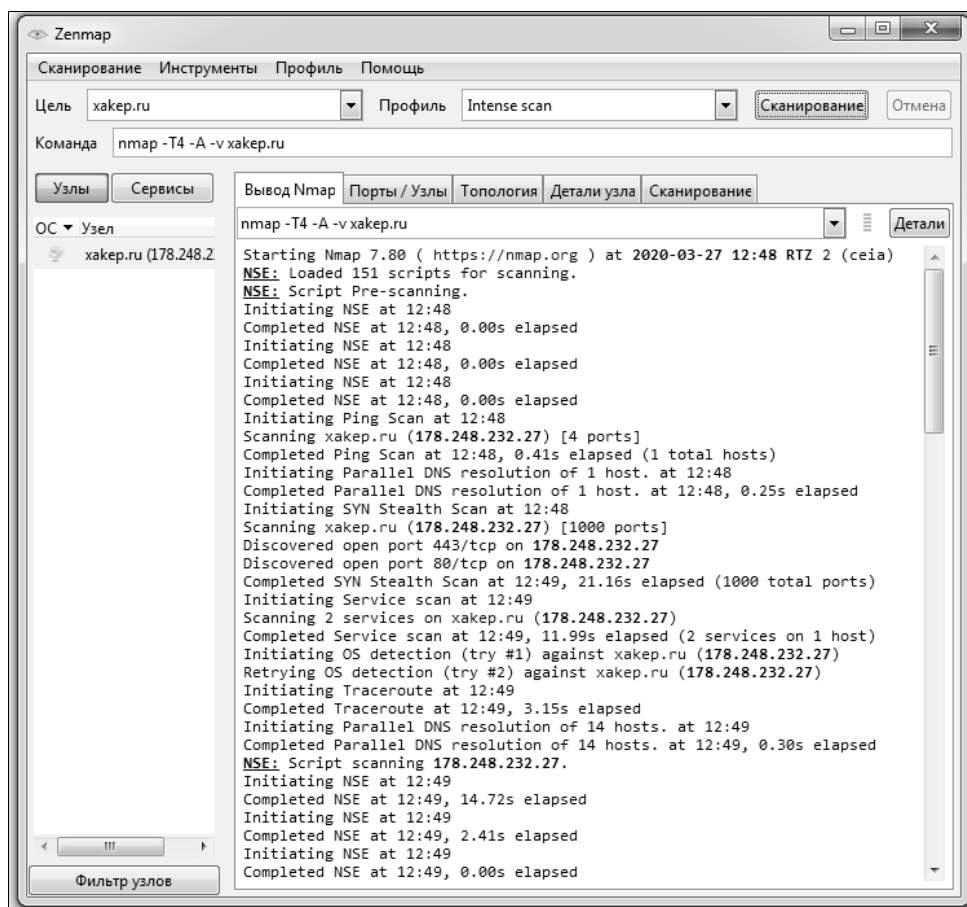 Zenmap
Сканирование Инструменты Профиль Помощь
Цель xakep.ru Профиль Intense scan Сканирование Отмена
Команда nmap -T4 -A -v xakep.ru
Узлы Сервисы Вывод Nmap Порты / Узлы Топология Детали узла Сканирование
ОС Узел nmap -T4 -A -v xakep.ru Детали
xakep.ru (178.248.2
Starting Nmap 7.80 ( https://nmap.org ) at 2020-03-27 12:48 RTZ 2 (ceia)
NSE: Loaded 151 scripts for scanning.
NSE: Script Pre-scanning.
Initiating NSE at 12:48
Completed NSE at 12:48, 0.00s elapsed
Initiating NSE at 12:48
Completed NSE at 12:48, 0.00s elapsed
Initiating NSE at 12:48
Completed NSE at 12:48, 0.00s elapsed
Initiating Ping Scan at 12:48
Scanning xakep.ru (178.248.232.27) [4 ports]
Completed Ping Scan at 12:48, 0.41s elapsed (1 total hosts)
Initiating Parallel DNS resolution of 1 host. at 12:48
Completed Parallel DNS resolution of 1 host. at 12:48, 0.25s elapsed
Initiating SYN Stealth Scan at 12:48
Scanning xakep.ru (178.248.232.27) [1000 ports]
Discovered open port 443/tcp on 178.248.232.27
Discovered open port 80/tcp on 178.248.232.27
Completed SYN Stealth Scan at 12:49, 21.16s elapsed (1000 total ports)
Initiating Service scan at 12:49
Scanning 2 services on xakep.ru (178.248.232.27)
Completed Service scan at 12:49, 11.99s elapsed (2 services on 1 host)
Initiating OS detection (try #1) against xakep.ru (178.248.232.27)
Retrying OS detection (try #2) against xakep.ru (178.248.232.27)
Initiating Traceroute at 12:49
Completed Traceroute at 12:49, 3.15s elapsed
Initiating Parallel DNS resolution of 14 hosts. at 12:49
Completed Parallel DNS resolution of 14 hosts. at 12:49, 0.30s elapsed
NSE: Script scanning 178.248.232.27.
Initiating NSE at 12:49
Completed NSE at 12:49, 14.72s elapsed
Initiating NSE at 12:49
Completed NSE at 12:49, 2.41s elapsed
Initiating NSE at 12:49
Completed NSE at 12:49, 0.00s elapsed
Фильтр узлов